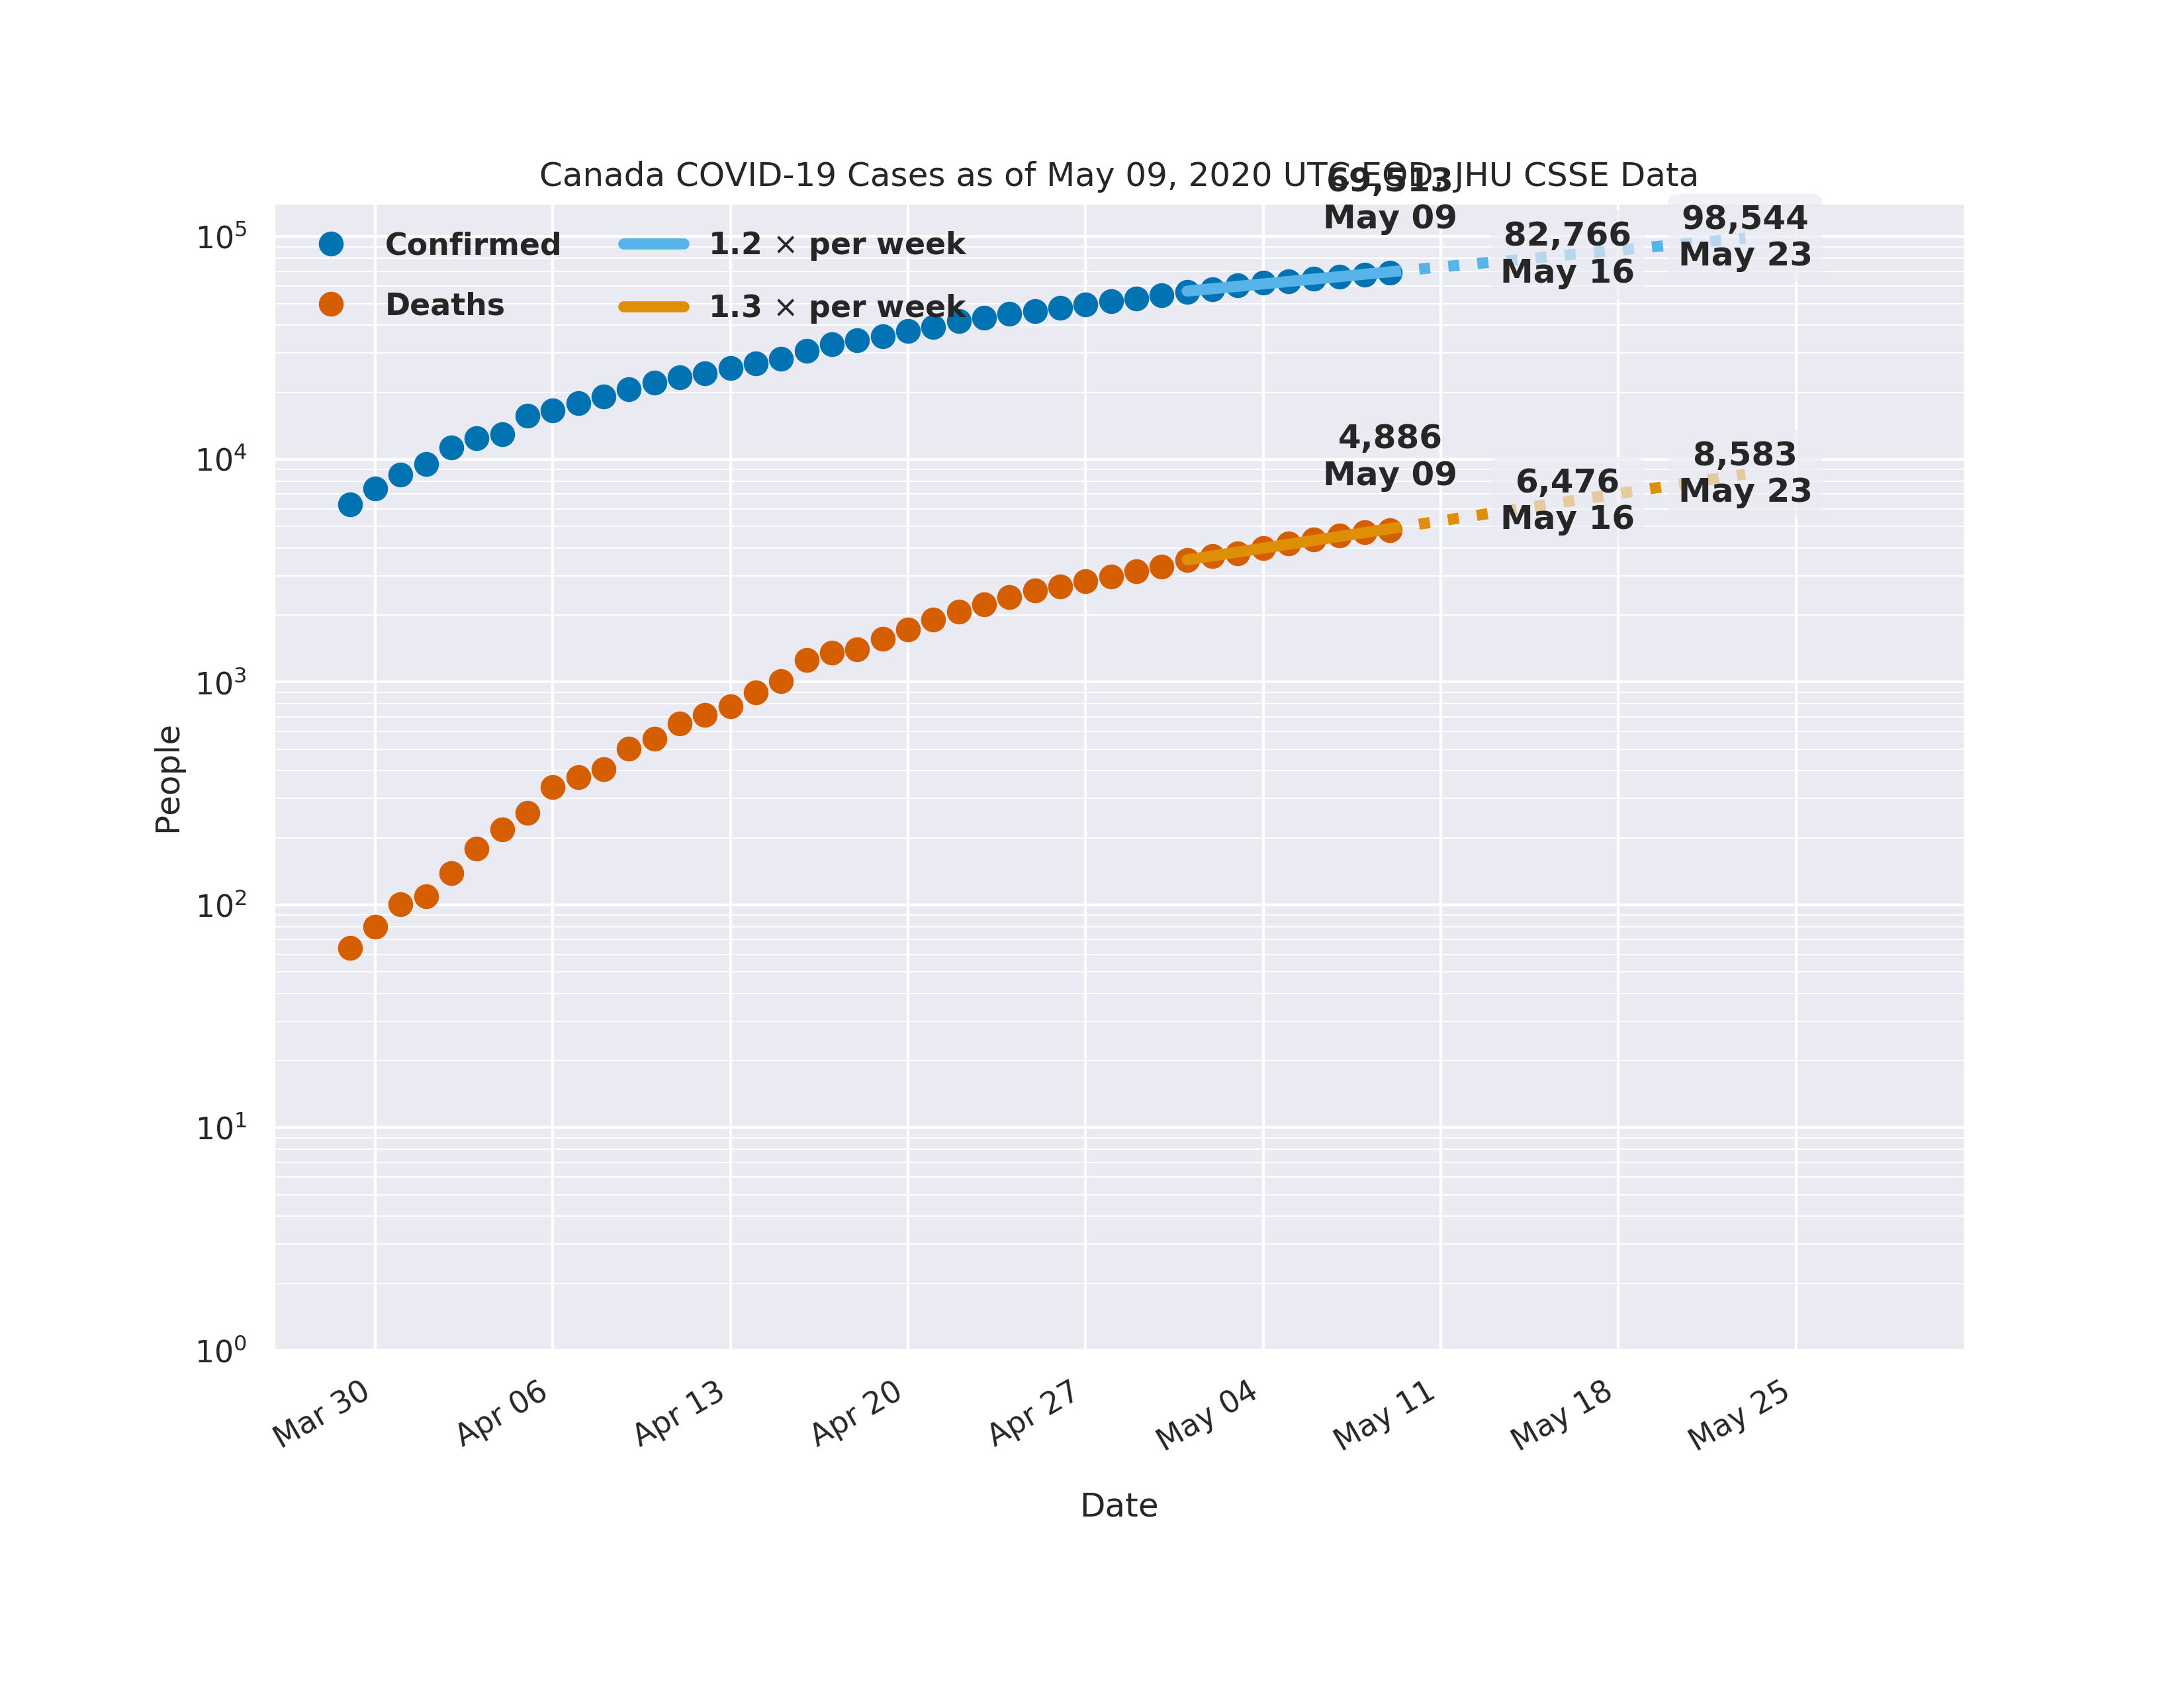 Canada COVID-19 Cases as of May 09, 2020 UTC EOD, JHU CSSE Data
69,513
May 09
82,766
May 16
98,544
May 23
Confirmed
Deaths
1.2 × per week
1.3 × per week
4,886
May 09
6,476
May 16
8,583
May 23
People
10⁵
10⁴
10³
10²
10¹
10⁰
Mar 30
Apr 06
Apr 13
Apr 20
Apr 27
May 04
May 11
May 18
May 25
Date